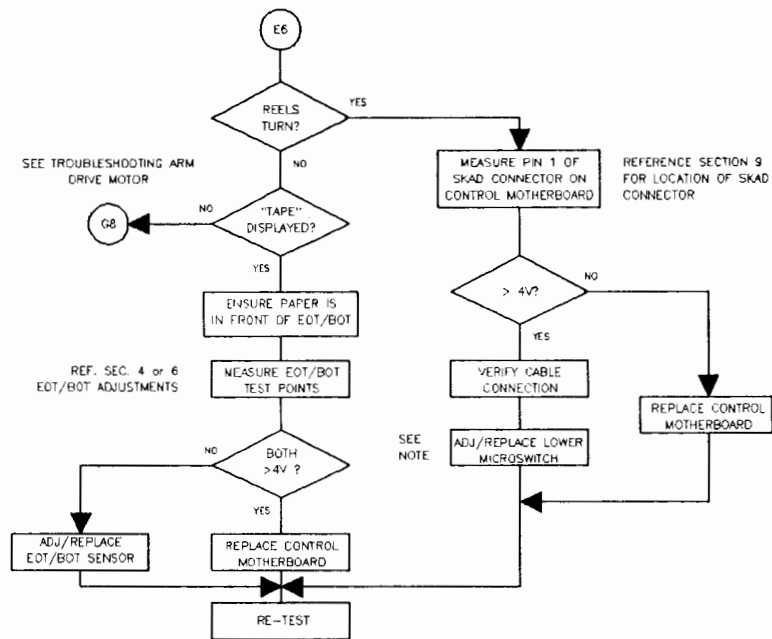 E6
REELS
TURN?
YES
NO
SEE TROUBLESHOOTING ARM
DRIVE MOTOR
G8
NO
"TAPE"
DISPLAYED?
YES
ENSURE PAPER IS
IN FRONT OF EOT/BOT
REF. SEC. 4 or 6
EOT/BOT ADJUSTMENTS
MEASURE EOT/BOT
TEST POINTS
NO
BOTH
>4V ?
YES
ADJ/REPLACE
EOT/BOT SENSOR
REPLACE CONTROL
MOTHERBOARD
RE-TEST
MEASURE PIN 1 OF
SKAD CONNECTOR ON
CONTROL MOTHERBOARD
REFERENCE SECTION 9
FOR LOCATION OF SKAD
CONNECTOR
> 4V?
NO
YES
VERIFY CABLE
CONNECTION
SEE
NOTE
ADJ/REPLACE LOWER
MICROSWITCH
REPLACE CONTROL
MOTHERBOARD